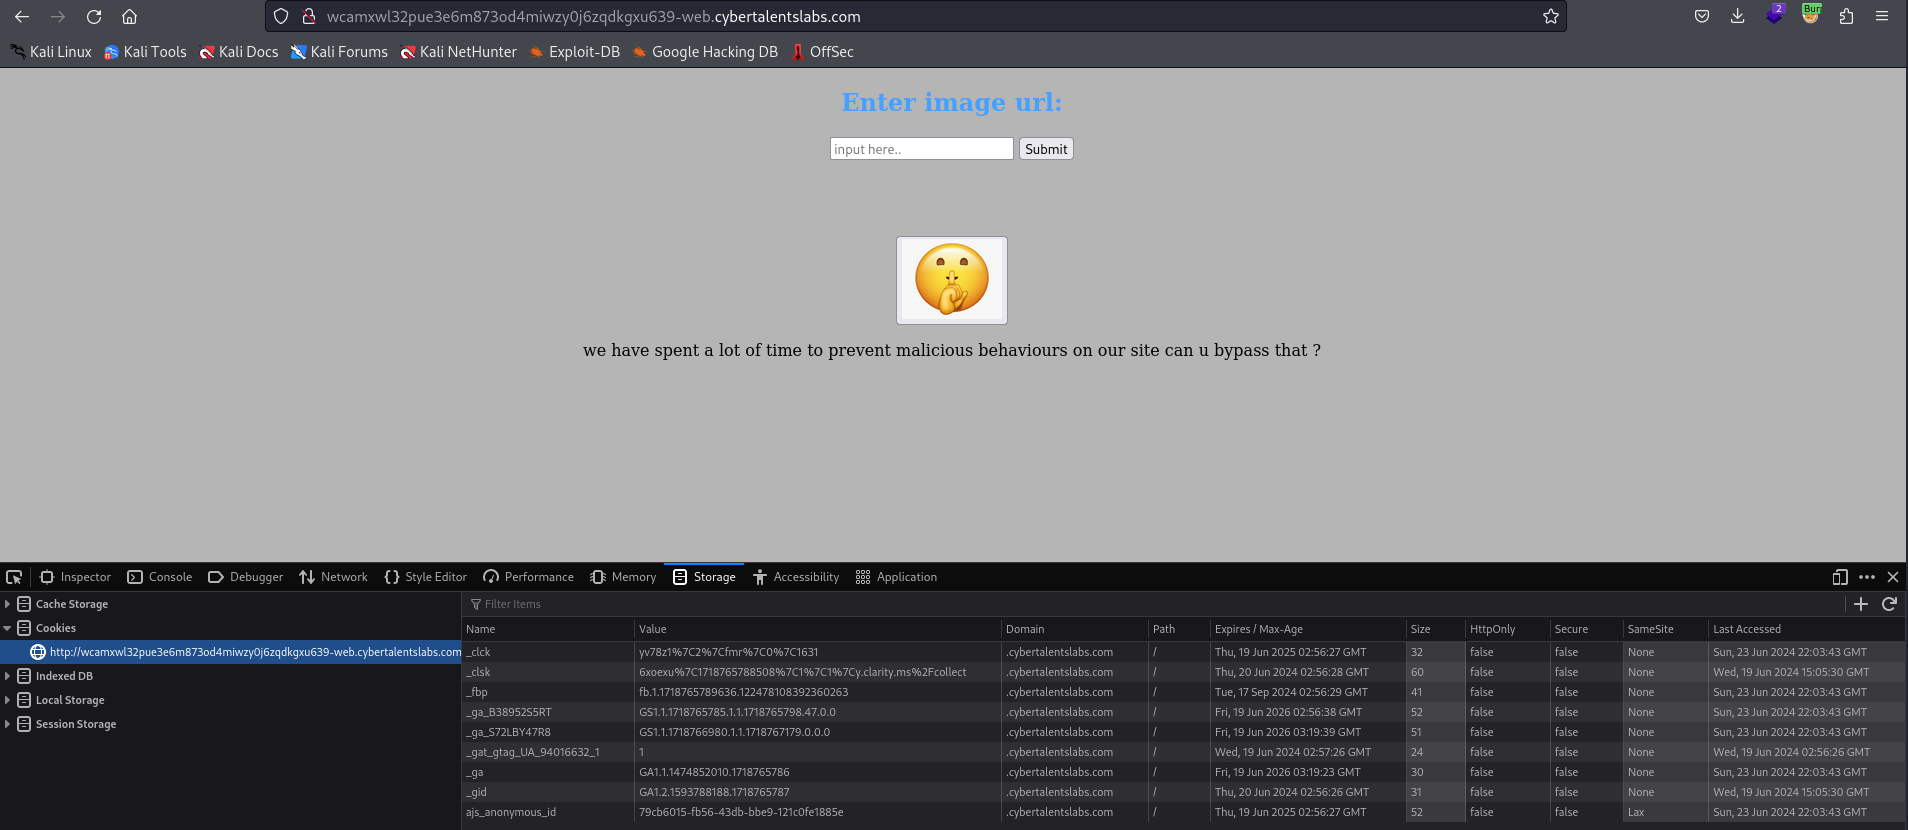 wcamxwl32pue3e6m873od4miwzy0j6zqdkgxu639-web.cybertalentslabs.com 2
Kali Linux Kali Tools Kali Docs Kali Forums Kali NetHunter Exploit-DB Google Hacking DB OffSec
Enter image url:
input here.. Submit
we have spent a lot of time to prevent malicious behaviours on our site can u bypass that ?
Inspector Console Debugger Network Style Editor Performance Memory Storage Accessibility Application
Cache Storage Filter Items
Cookies Name Value Domain Path Expires / Max-Age Size HttpOnly Secure SameSite Last Accessed
http://wcamxwl32pue3e6m873od4miwzy0j6zqdkgxu639-web.cybertalentslabs.com _clck yv78z1%7C2%7Cfmr%7C0%7C1631 .cybertalentslabs.com / Thu, 19 Jun 2025 02:56:27 GMT 32 false false None Sun, 23 Jun 2024 22:03:43 GMT
Indexed DB _clsk 6xoexu%7C1718765788508%7C1%7C1%7Cy.clarity.ms%2Fcollect .cybertalentslabs.com / Thu, 20 Jun 2024 02:56:28 GMT 60 false false None Wed, 19 Jun 2024 15:05:30 GMT
Local Storage _fbp fb.1.1718765789636.122478108392360263 .cybertalentslabs.com / Tue, 17 Sep 2024 02:56:29 GMT 41 false false None Sun, 23 Jun 2024 22:03:43 GMT
Session Storage _ga_B38952S5RT GS1.1.1718765785.1.1.1718765798.47.0.0 .cybertalentslabs.com / Fri, 19 Jun 2026 02:56:38 GMT 52 false false None Sun, 23 Jun 2024 22:03:43 GMT
_ga_S72LBY47R8 GS1.1.1718766980.1.1.1718767179.0.0.0 .cybertalentslabs.com / Fri, 19 Jun 2026 03:19:39 GMT 51 false false None Sun, 23 Jun 2024 22:03:43 GMT
_gat_gtag_UA_94016632_1 1 .cybertalentslabs.com / Wed, 19 Jun 2024 02:57:26 GMT 24 false false None Wed, 19 Jun 2024 02:56:26 GMT
_ga GA1.1.1474852010.1718765786 .cybertalentslabs.com / Fri, 19 Jun 2026 03:19:23 GMT 30 false false None Sun, 23 Jun 2024 22:03:43 GMT
_gid GA1.2.1593788188.1718765787 .cybertalentslabs.com / Thu, 20 Jun 2024 02:56:26 GMT 31 false false None Wed, 19 Jun 2024 15:05:30 GMT
ajs_anonymous_id 79cb6015-fb56-43db-bbe9-121c0fe1885e .cybertalentslabs.com / Thu, 19 Jun 2025 02:56:27 GMT 52 false false Lax Sun, 23 Jun 2024 22:03:43 GMT